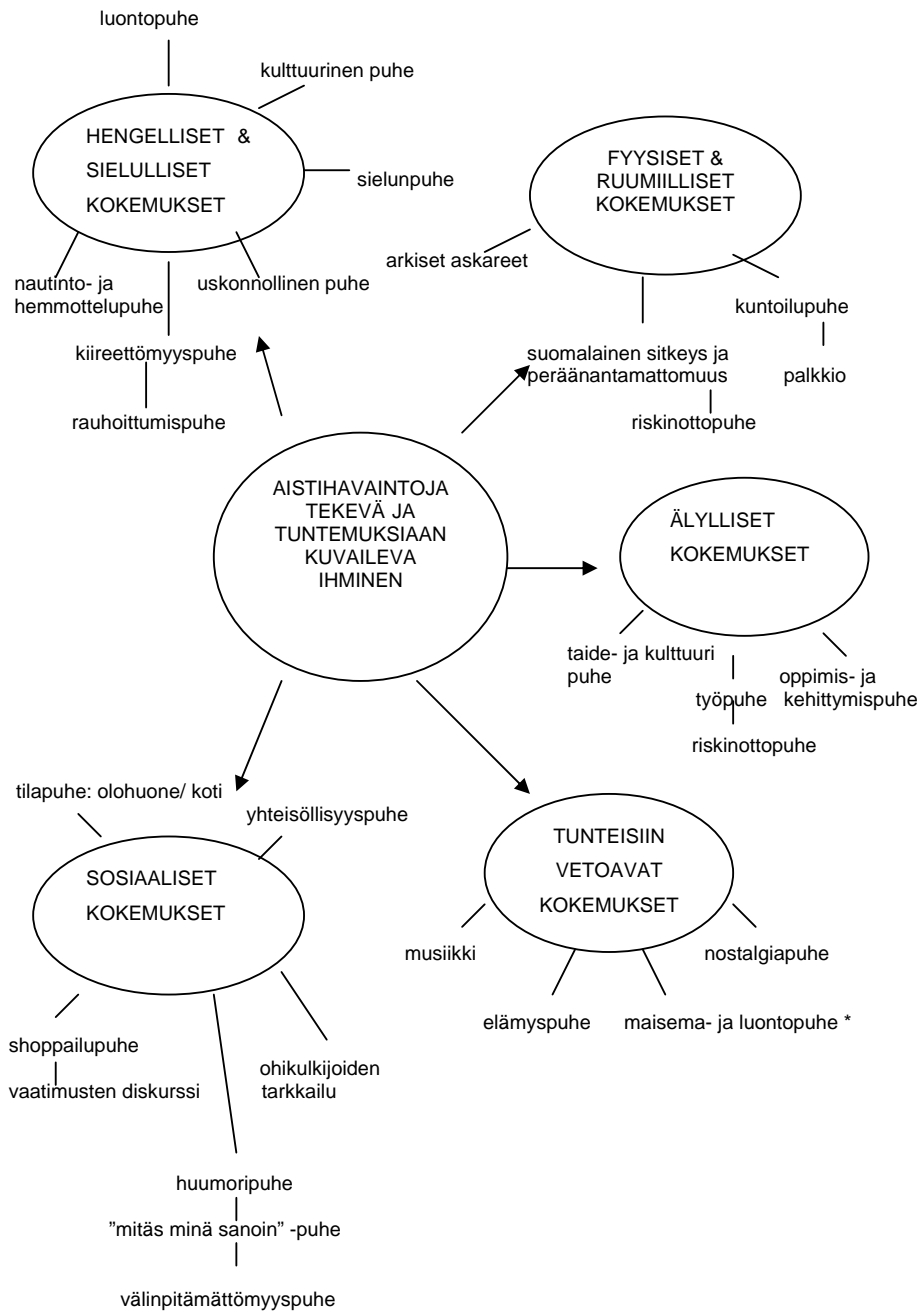 luontopuhe
kulttuurinen puhe
HENGELLISET &
SIELULLISET
KOKEMUKSET
sielunpuhe
nautinto- ja
hemmottelupuhe
uskonnollinen puhe
kiireettömyyspuhe
rauhoittumispuhe
FYYSISET &
RUUMIILLISET
KOKEMUKSET
arkiset askareet
kuntoilupuhe
palkkio
suomalainen sitkeys ja
peräänantamattomuus
riskinottopuhe
AISTIHAVAINTOJA
TEKEVÄ JA
TUNTEMUKSIAAN
KUVAILEVA
IHMINEN
ÄLYLLISET
KOKEMUKSET
taide- ja kulttuuri
puhe
työpuhe
riskinottopuhe
oppimis- ja
kehittymispuhe
tilapuhe: olohuone/ koti
yhteisöllisyyspuhe
SOSIAALISET
KOKEMUKSET
shoppailupuhe
vaatimusten diskurssi
ohikulkijoiden
tarkkailu
huumoripuhe
"mitäs minä sanoin" -puhe
välinpitämättömyyspuhe
TUNTEISIIN
VETOAVAT
KOKEMUKSET
musiikki
nostalgiapuhe
elämyspuhe
maisema- ja luontopuhe *